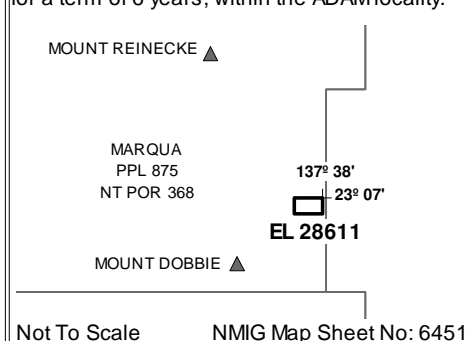 for a term of 6 years, within the ADAM locality.
MOUNT REINECKE
MARQUA
PPL 875
NT POR 368
137º 38'
23º 07'
EL 28611
MOUNT DOBBIE
Not To Scale NMIG Map Sheet No: 6451